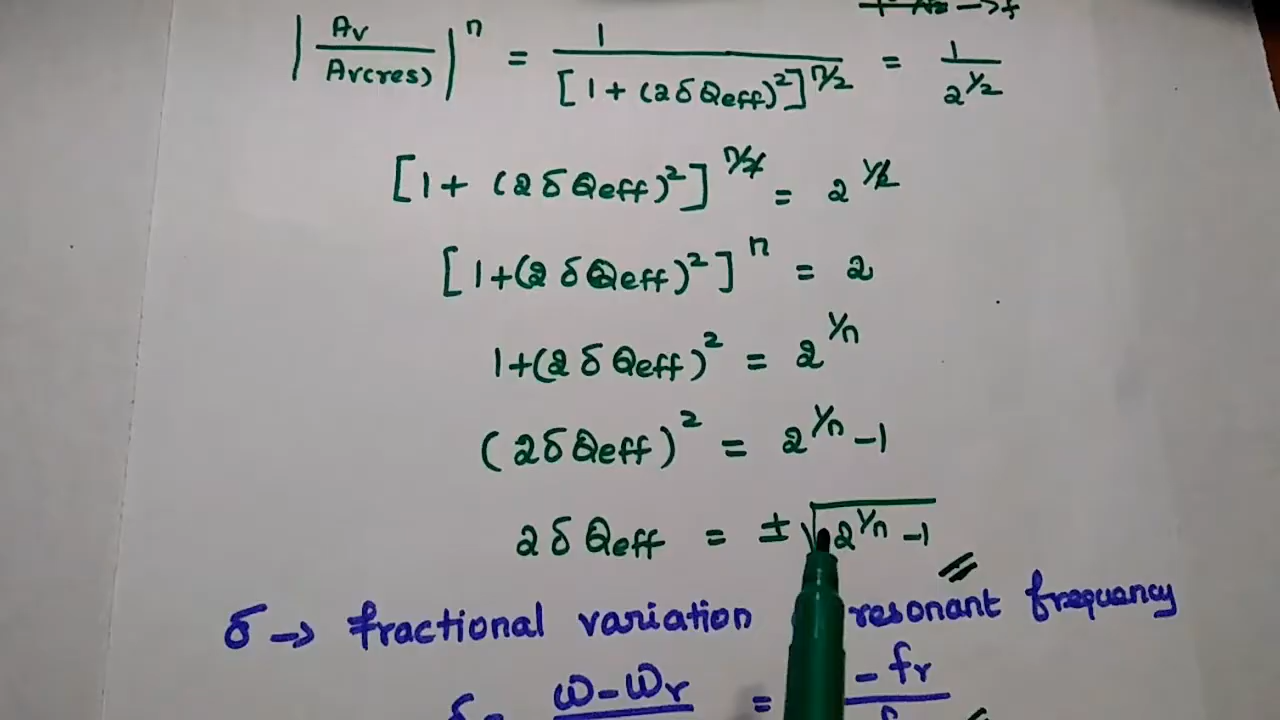 |Av/Av(res)|^n = 1/[1+(2δQeff)²]^n/2 = 1/2^1/2
[1+(2δQeff)²]^n/2 = 2^1/2
[1+(2δQeff)²]^n = 2
1+(2δQeff)² = 2^1/n
(2δQeff)² = 2^1/n -1
2δQeff = ±√2^1/n -1
δ → fractional variation resonant frequency
ω-ωr = -fr